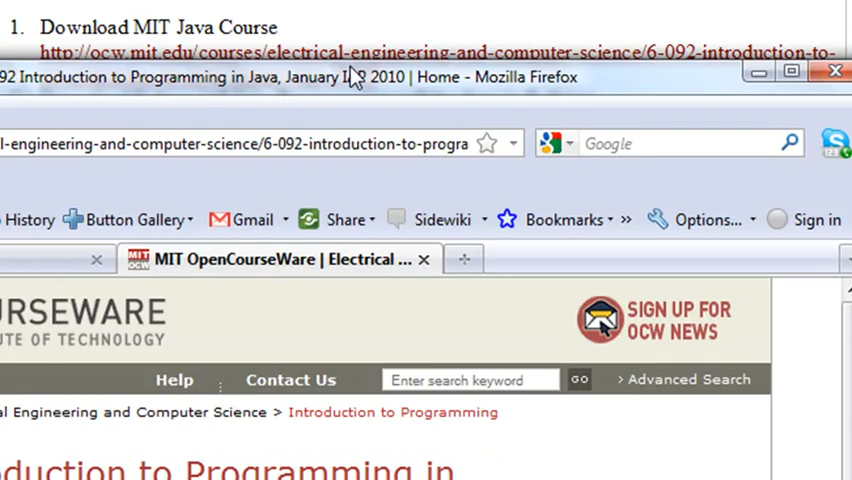 1. Download MIT Java Course
http://ocw.mit.edu/courses/electrical-engineering-and-computer-science/6-092-introduction-to-
92 Introduction to Programming in Java, January IAP 2010 | Home - Mozilla Firefox
al-engineering-and-computer-science/6-092-introduction-to-progra
Google
History Button Gallery Gmail Share Sidewiki Bookmarks » Options... Sign in
MIT OCW MIT OpenCourseWare | Electrical ...
URSEWARE
UTE OF TECHNOLOGY
SIGN UP FOR
OCW NEWS
Help Contact Us Enter search keyword GO › Advanced Search
al Engineering and Computer Science > Introduction to Programming
oduction to Programming in